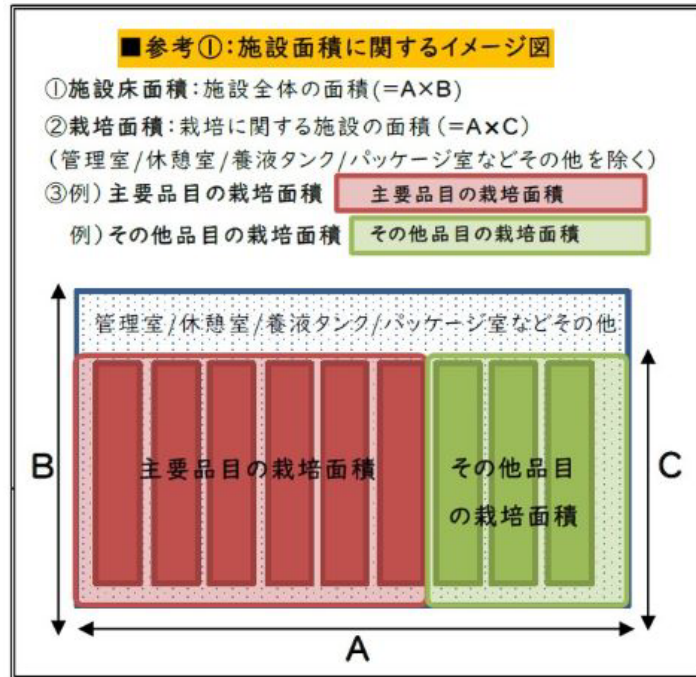 ■参考①:施設面積に関するイメージ図
①施設床面積:施設全体の面積(=A×B)
②栽培面積:栽培に関する施設の面積(=A×C)
(管理室/休憩室/養液タンク/パッケージ室などその他を除く)
③例)主要品目の栽培面積 主要品目の栽培面積
例)その他品目の栽培面積 その他品目の栽培面積
管理室/休憩室/養液タンク/パッケージ室などその他
B
主要品目の栽培面積
その他品目
の栽培面積
C
A